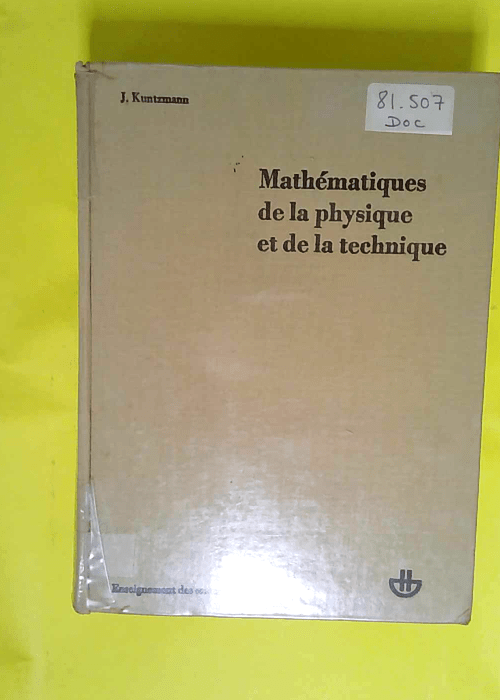 J. Kuntzmann
81.507
Doc
Mathématiques
de la physique
et de la technique
Enseignement des